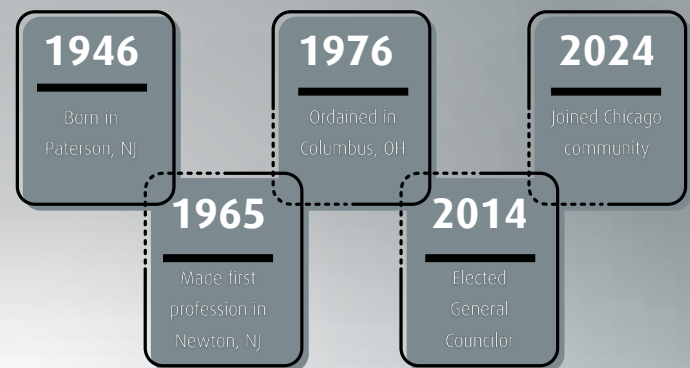 1946
Born in
Paterson, NJ
1965
Made first
profession in
Newton, NJ
1976
Ordained in
Columbus, OH
2014
Elected
General
Councilor
2024
Joined Chicago
community